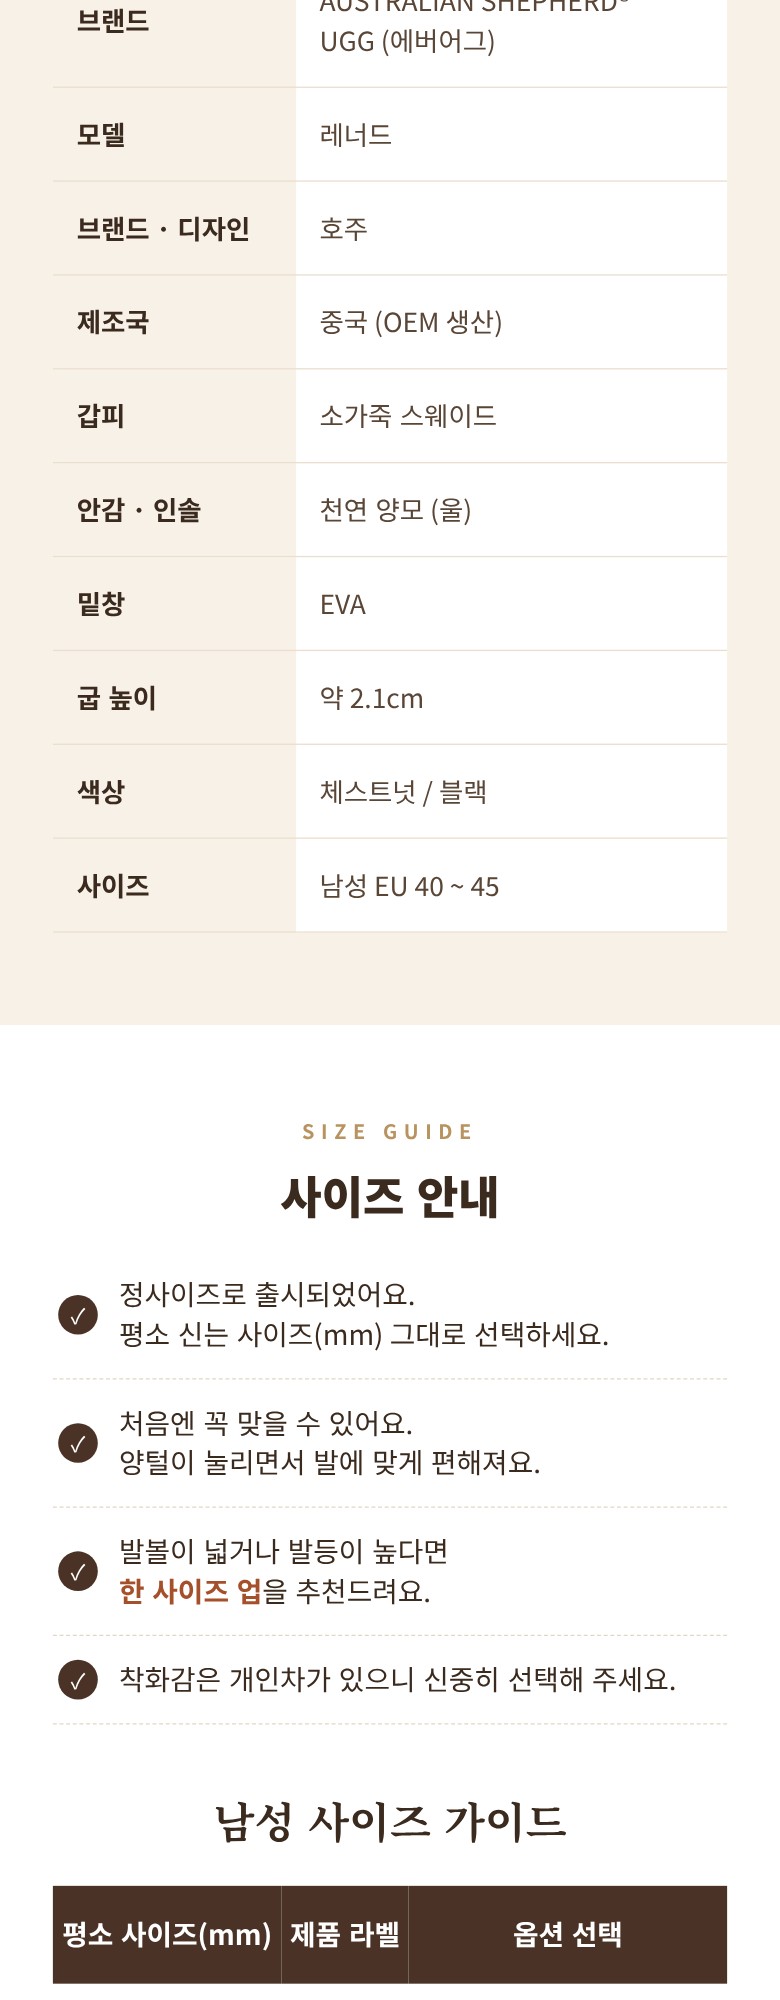 브랜드
AUSTRALIAN SHEPHERD®
UGG (에버어그)
모델
레너드
브랜드 · 디자인
호주
제조국
중국 (OEM 생산)
갑피
소가죽 스웨이드
안감 · 인솔
천연 양모 (울)
밑창
EVA
굽 높이
약 2.1cm
색상
체스트넛 / 블랙
사이즈
남성 EU 40 ~ 45
SIZE GUIDE
사이즈 안내
정사이즈로 출시되었어요.
평소 신는 사이즈(mm) 그대로 선택하세요.
처음엔 꼭 맞을 수 있어요.
양털이 눌리면서 발에 맞게 편해져요.
발볼이 넓거나 발등이 높다면
한 사이즈 업을 추천드려요.
착화감은 개인차가 있으니 신중히 선택해 주세요.
남성 사이즈 가이드
평소 사이즈(mm)
제품 라벨
옵션 선택